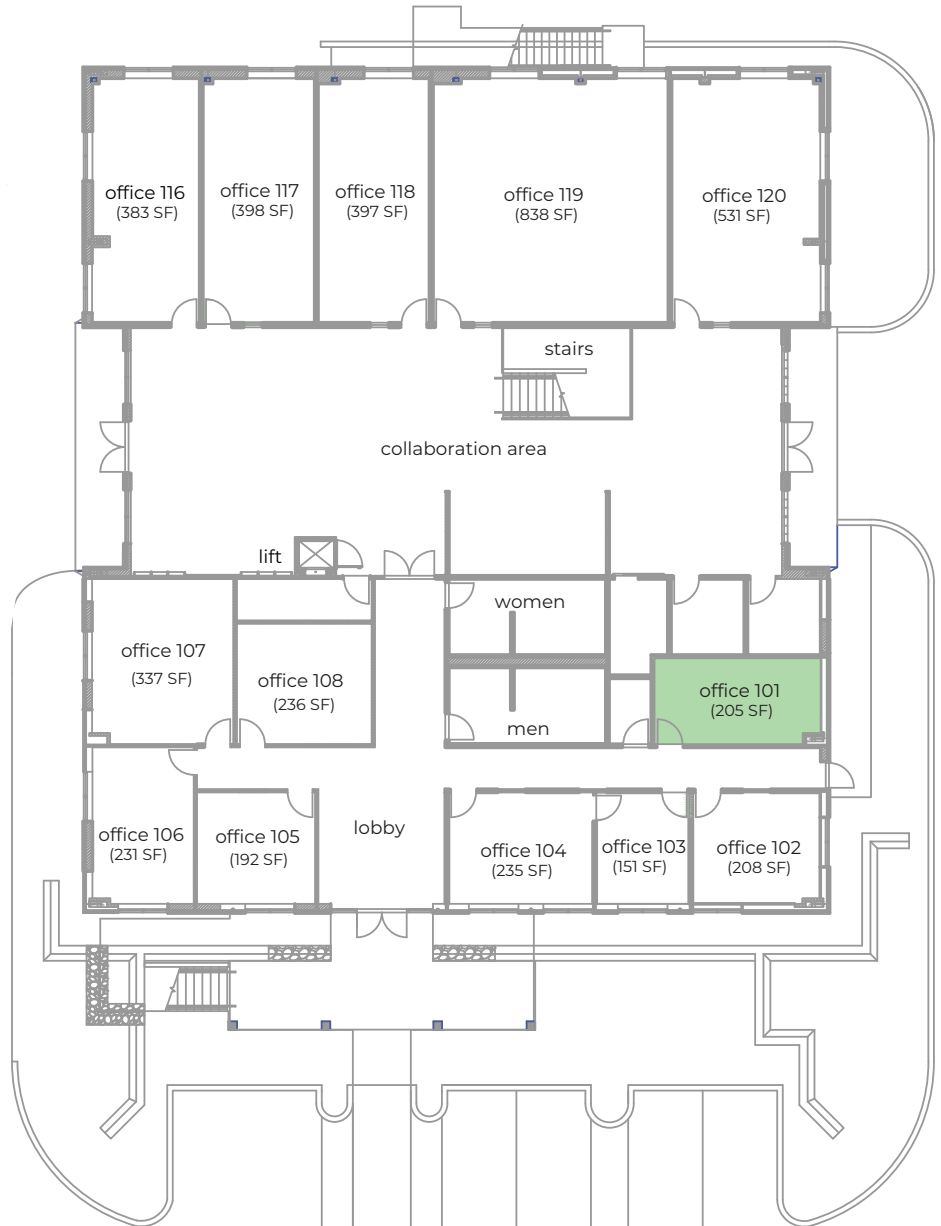 office 116
(383 SF)
office 117
(398 SF)
office 118
(397 SF)
office 119
(838 SF)
office 120
(531 SF)
stairs
collaboration area
lift
women
office 107
(337 SF)
office 108
(236 SF)
office 101
(205 SF)
men
office 106
(231 SF)
office 105
(192 SF)
lobby
office 104
(235 SF)
office 103
(151 SF)
office 102
(208 SF)